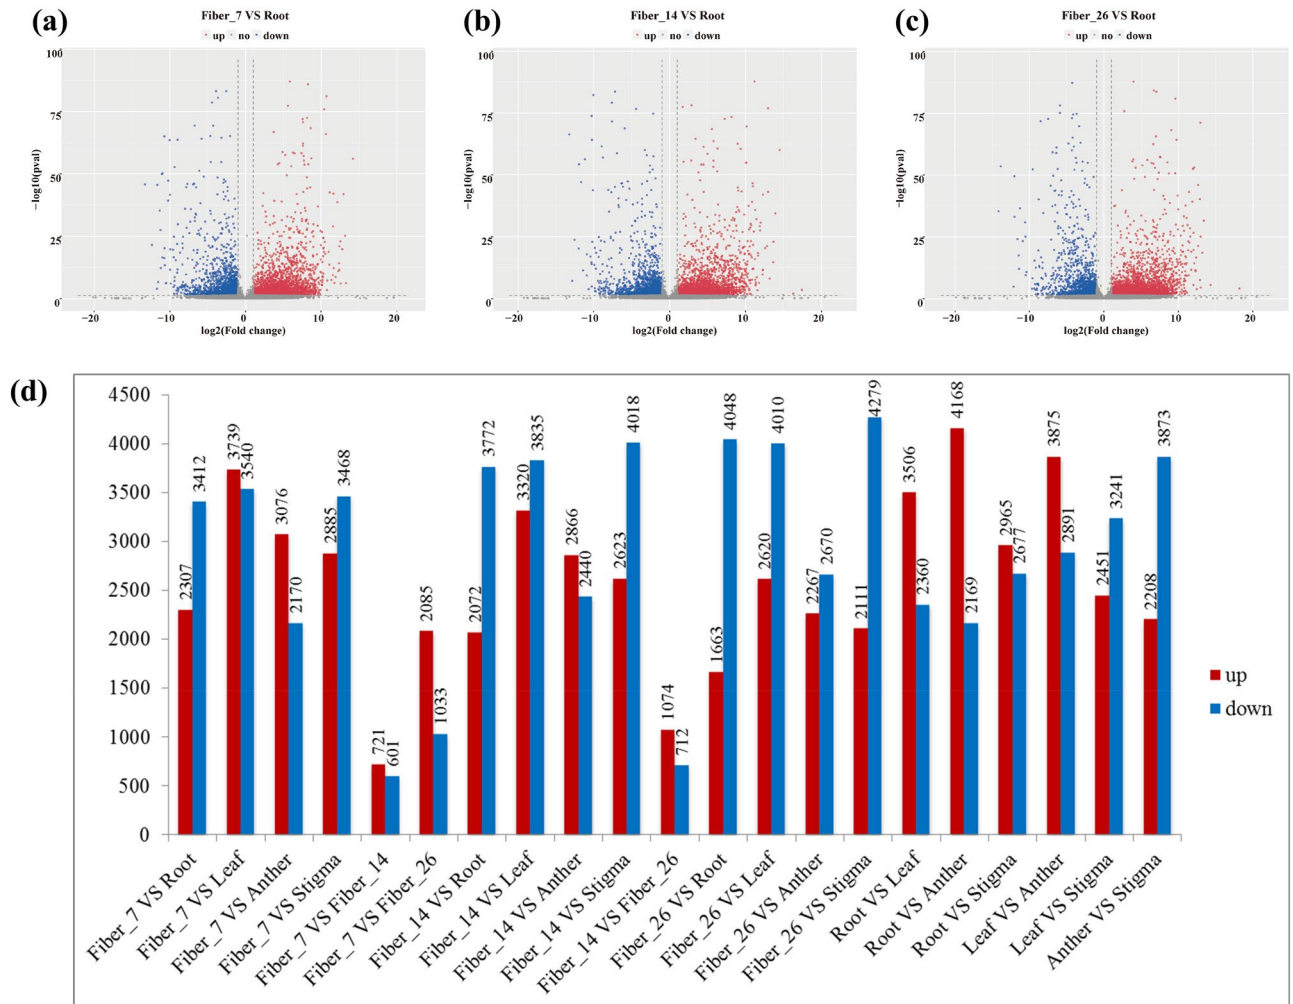 (a)
Fiber_7 VS Root
up no down
100
75
50
25
0
−log10(pval)
−20 −10 0 10 20
log2(Fold change)
(b)
Fiber_14 VS Root
up no down
100
75
50
25
0
−log10(pval)
−20 −10 0 10 20
log2(Fold change)
(c)
Fiber_26 VS Root
up no down
100
75
50
25
0
−log10(pval)
−20 −10 0 10 20
log2(Fold change)
(d)
4500
4000
3500
3000
2500
2000
1500
1000
500
0
2307
3412
3739
3540
3076
2170
2885
3468
721
601
2085
1033
2072
3772
3320
3835
2866
2440
2623
4018
1074
712
1663
4048
2620
4010
2267
2670
2111
4279
3506
2360
4168
2169
2965
2677
3875
2891
2451
3241
2208
3873
up
down
Fiber_7 VS Root
Fiber_7 VS Leaf
Fiber_7 VS Anther
Fiber_7 VS Stigma
Fiber_7 VS Fiber_14
Fiber_7 VS Fiber_26
Fiber_14 VS Root
Fiber_14 VS Leaf
Fiber_14 VS Anther
Fiber_14 VS Stigma
Fiber_14 VS Fiber_26
Fiber_26 VS Root
Fiber_26 VS Leaf
Fiber_26 VS Anther
Fiber_26 VS Stigma
Root VS Leaf
Root VS Anther
Root VS Stigma
Leaf VS Anther
Leaf VS Stigma
Anther VS Stigma